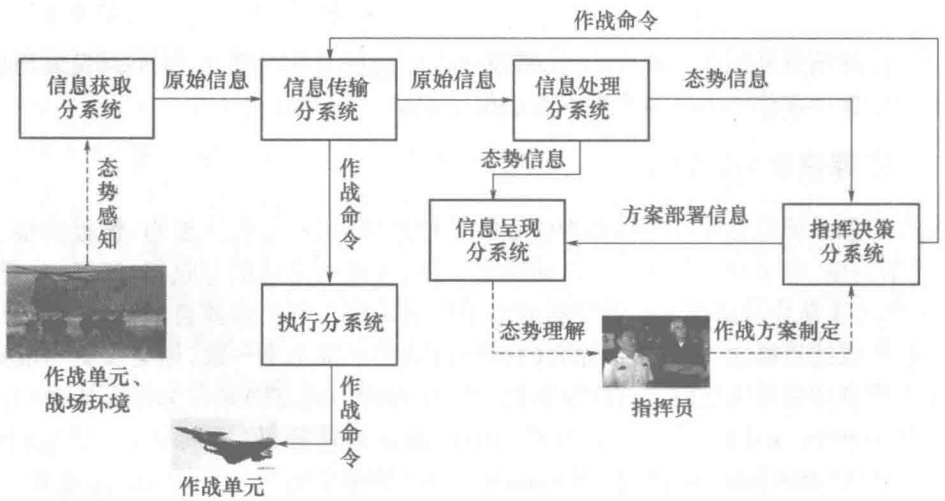 作战命令
信息获取
分系统
原始信息
信息传输
分系统
原始信息
信息处理
分系统
态势信息
态势感知
作战命令
态势信息
信息呈现
分系统
方案部署信息
指挥决策
分系统
执行分系统
态势理解
作战方案制定
作战单元、
战场环境
指挥员
作战命令
作战单元